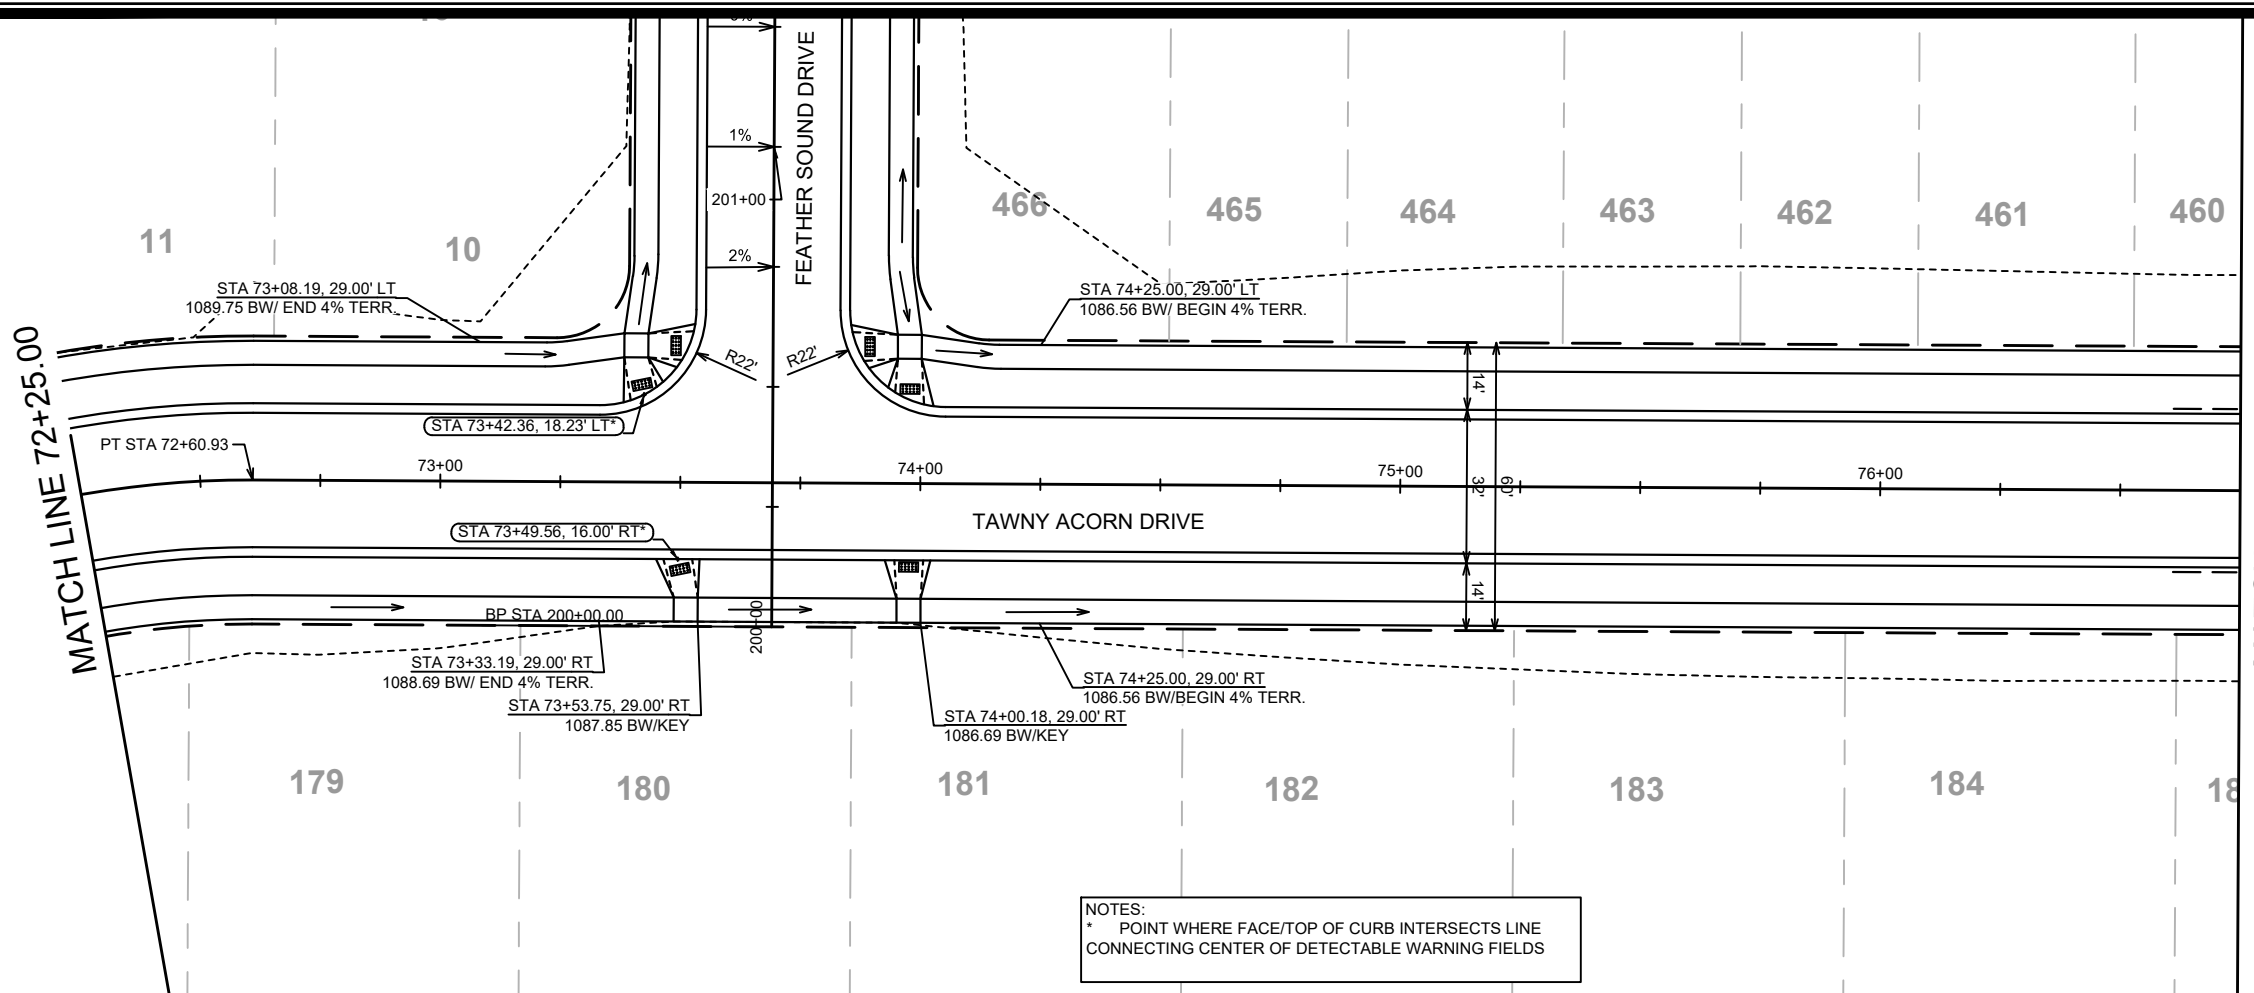 1%
201+00
2%
FEATHER SOUND DRIVE
11
10
466
465
464
463
462
461
460
STA 73+08.19, 29.00' LT
1089.75 BW/ END 4% TERR.
STA 74+25.00, 29.00' LT
1086.56 BW/ BEGIN 4% TERR.
MATCH LINE 72+25.00
R22'
R22'
14'
STA 73+42.36, 18.23' LT*
PT STA 72+60.93
73+00
74+00
75+00
76+00
32'
60'
STA 73+49.56, 16.00' RT*
TAWNY ACORN DRIVE
14'
BP STA 200+00.00
200+00
STA 73+33.19, 29.00' RT
1088.69 BW/ END 4% TERR.
STA 73+53.75, 29.00' RT
1087.85 BW/KEY
STA 74+25.00, 29.00' RT
1086.56 BW/BEGIN 4% TERR.
STA 74+00.18, 29.00' RT
1086.69 BW/KEY
179
180
181
182
183
184
NOTES:
* POINT WHERE FACE/TOP OF CURB INTERSECTS LINE
CONNECTING CENTER OF DETECTABLE WARNING FIELDS